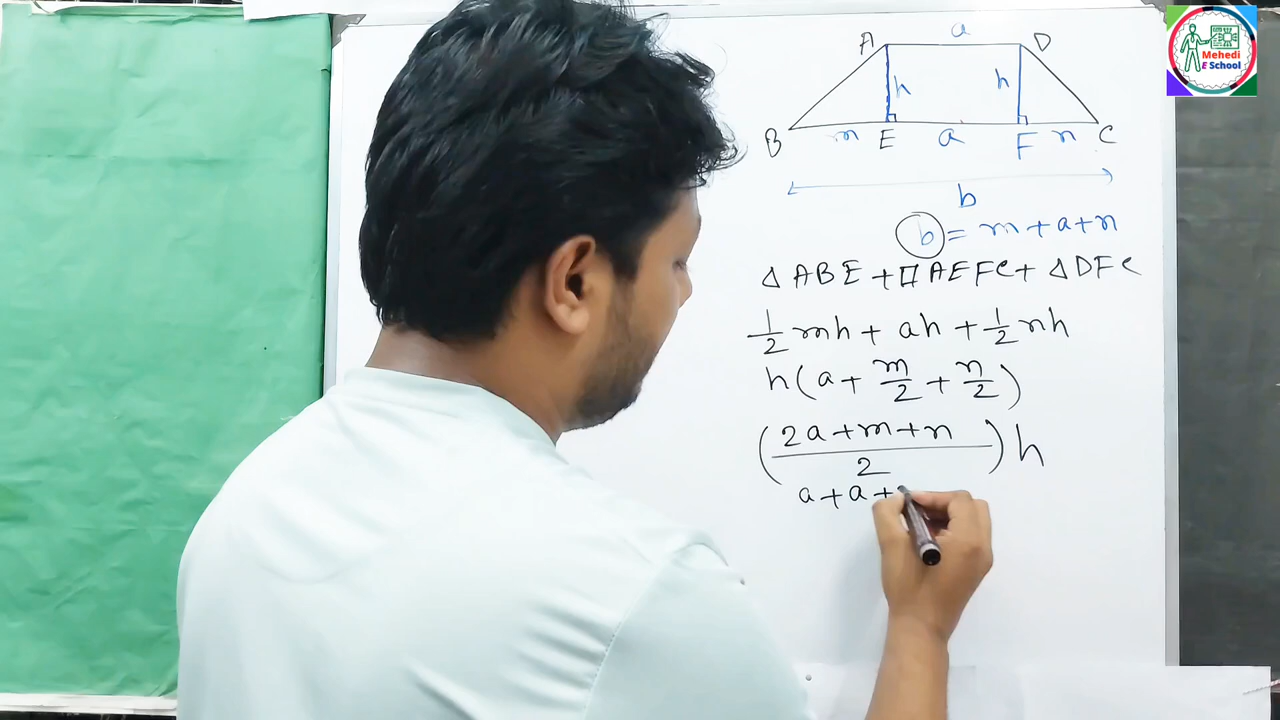 a
A D
h h
B m E a F n C
b
b = m + a + n
△ ABE + □ AEFC + △ DFC
1/2 mh + ah + 1/2 nh
h(a + m/2 + n/2)
(2a + m + n / 2) h
a + a +
Mehedi
E School